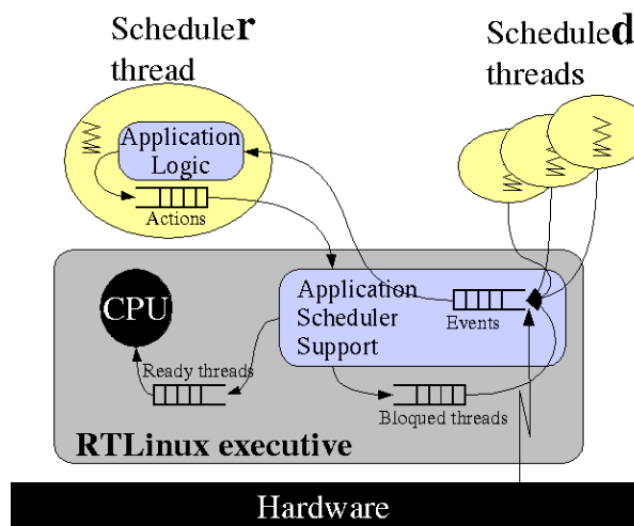 Scheduler
thread
Scheduled
threads
Application
Logic
Actions
CPU
Application
Scheduler
Support
Events
Ready threads
Bloqued threads
RTLinux executive
Hardware